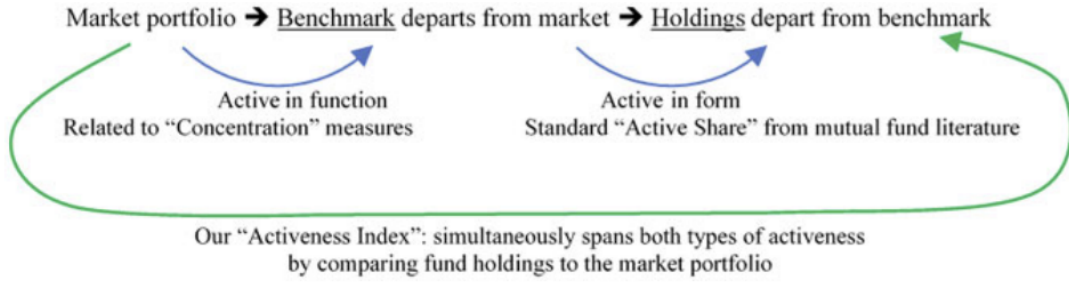 Market portfolio ➔ Benchmark departs from market ➔ Holdings depart from benchmark
Active in function
Related to “Concentration” measures
Active in form
Standard “Active Share” from mutual fund literature
Our “Activeness Index”: simultaneously spans both types of activeness
by comparing fund holdings to the market portfolio